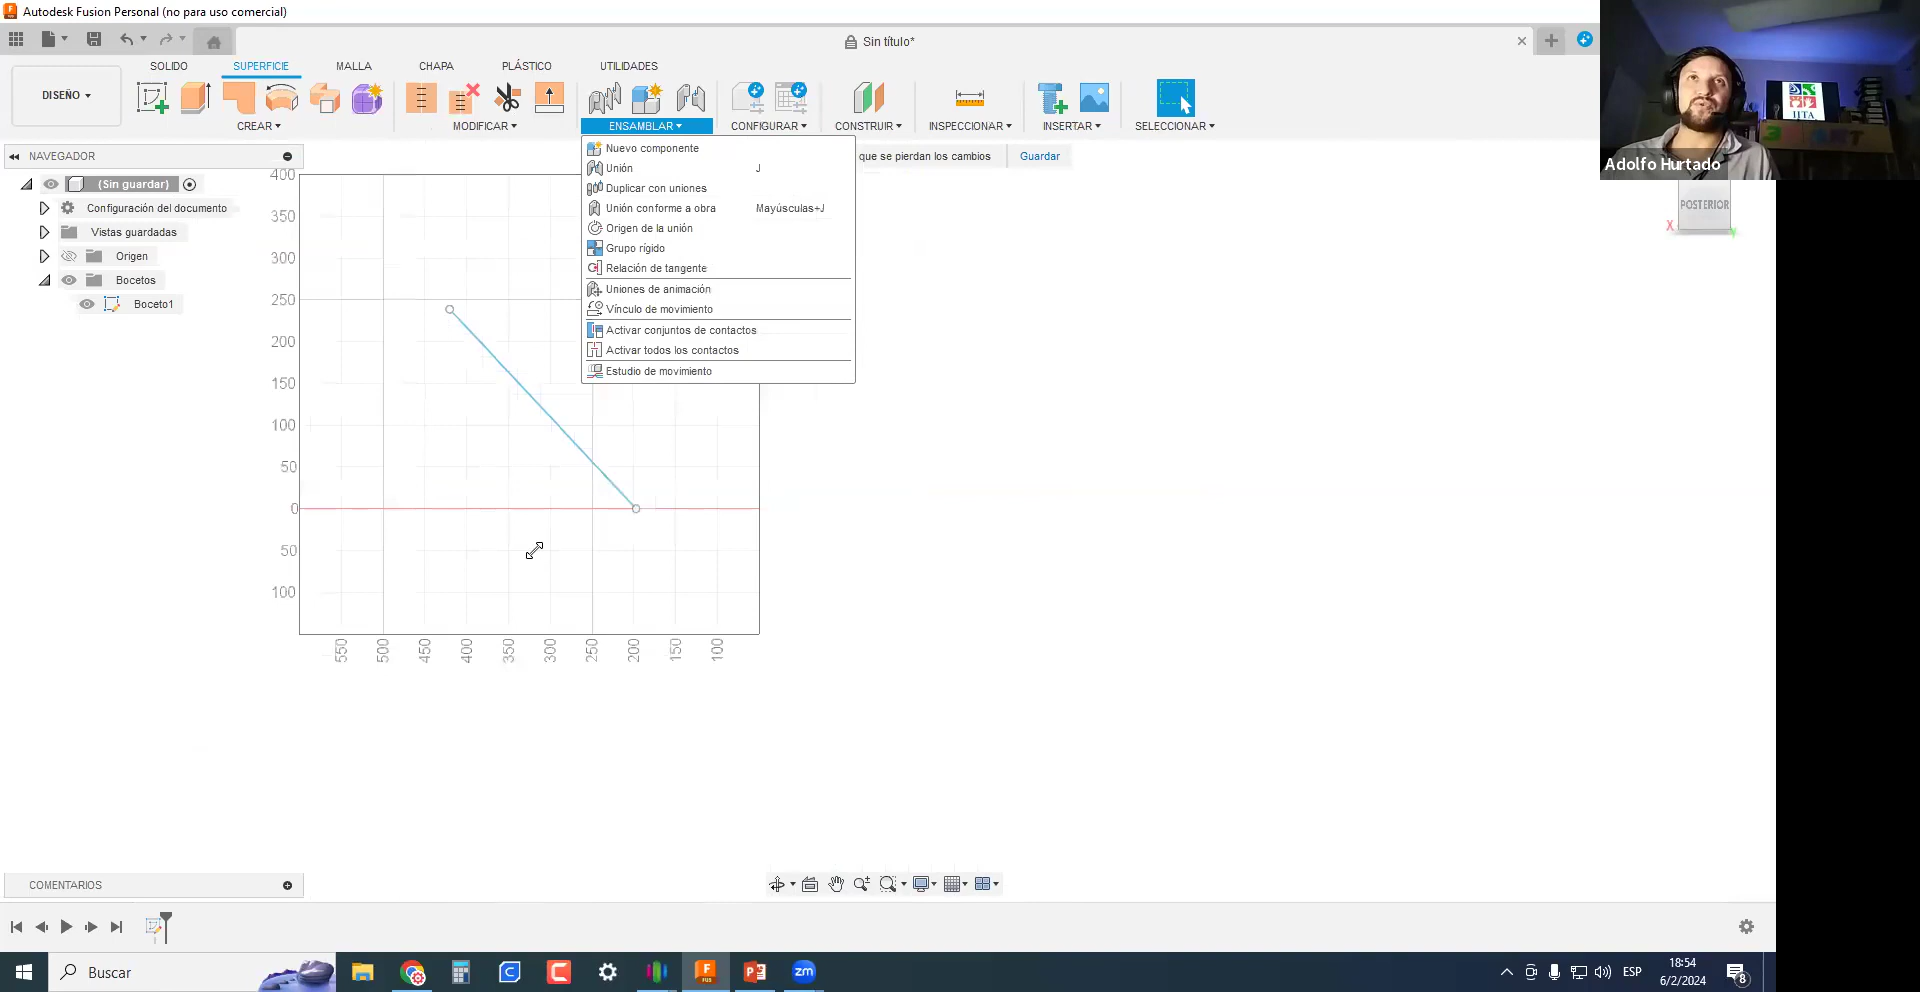 Autodesk Fusion Personal (no para uso comercial)
Sin título*
DISEÑO
SOLIDO
SUPERFICIE
MALLA
CHAPA
PLÁSTICO
UTILIDADES
CREAR
MODIFICAR
ENSAMBLAR
CONFIGURAR
CONSTRUIR
INSPECCIONAR
INSERTAR
SELECCIONAR
IITA
Adolfo Hurtado
NAVEGADOR
que se pierdan los cambios
Guardar
(Sin guardar)
Configuración del documento
Vistas guardadas
Origen
Bocetos
Boceto1
Nuevo componente
Unión J
Duplicar con uniones
Unión conforme a obra Mayúsculas+J
Origen de la unión
Grupo rígido
Relación de tangente
Uniones de animación
Vínculo de movimiento
Activar conjuntos de contactos
Activar todos los contactos
Estudio de movimiento
POSTERIOR
X
400
350
300
250
200
150
100
50
0
50
100
550 500 450 400 350 300 250 200 150 100
COMENTARIOS
Buscar
zm
ESP
18:54
6/2/2024
8